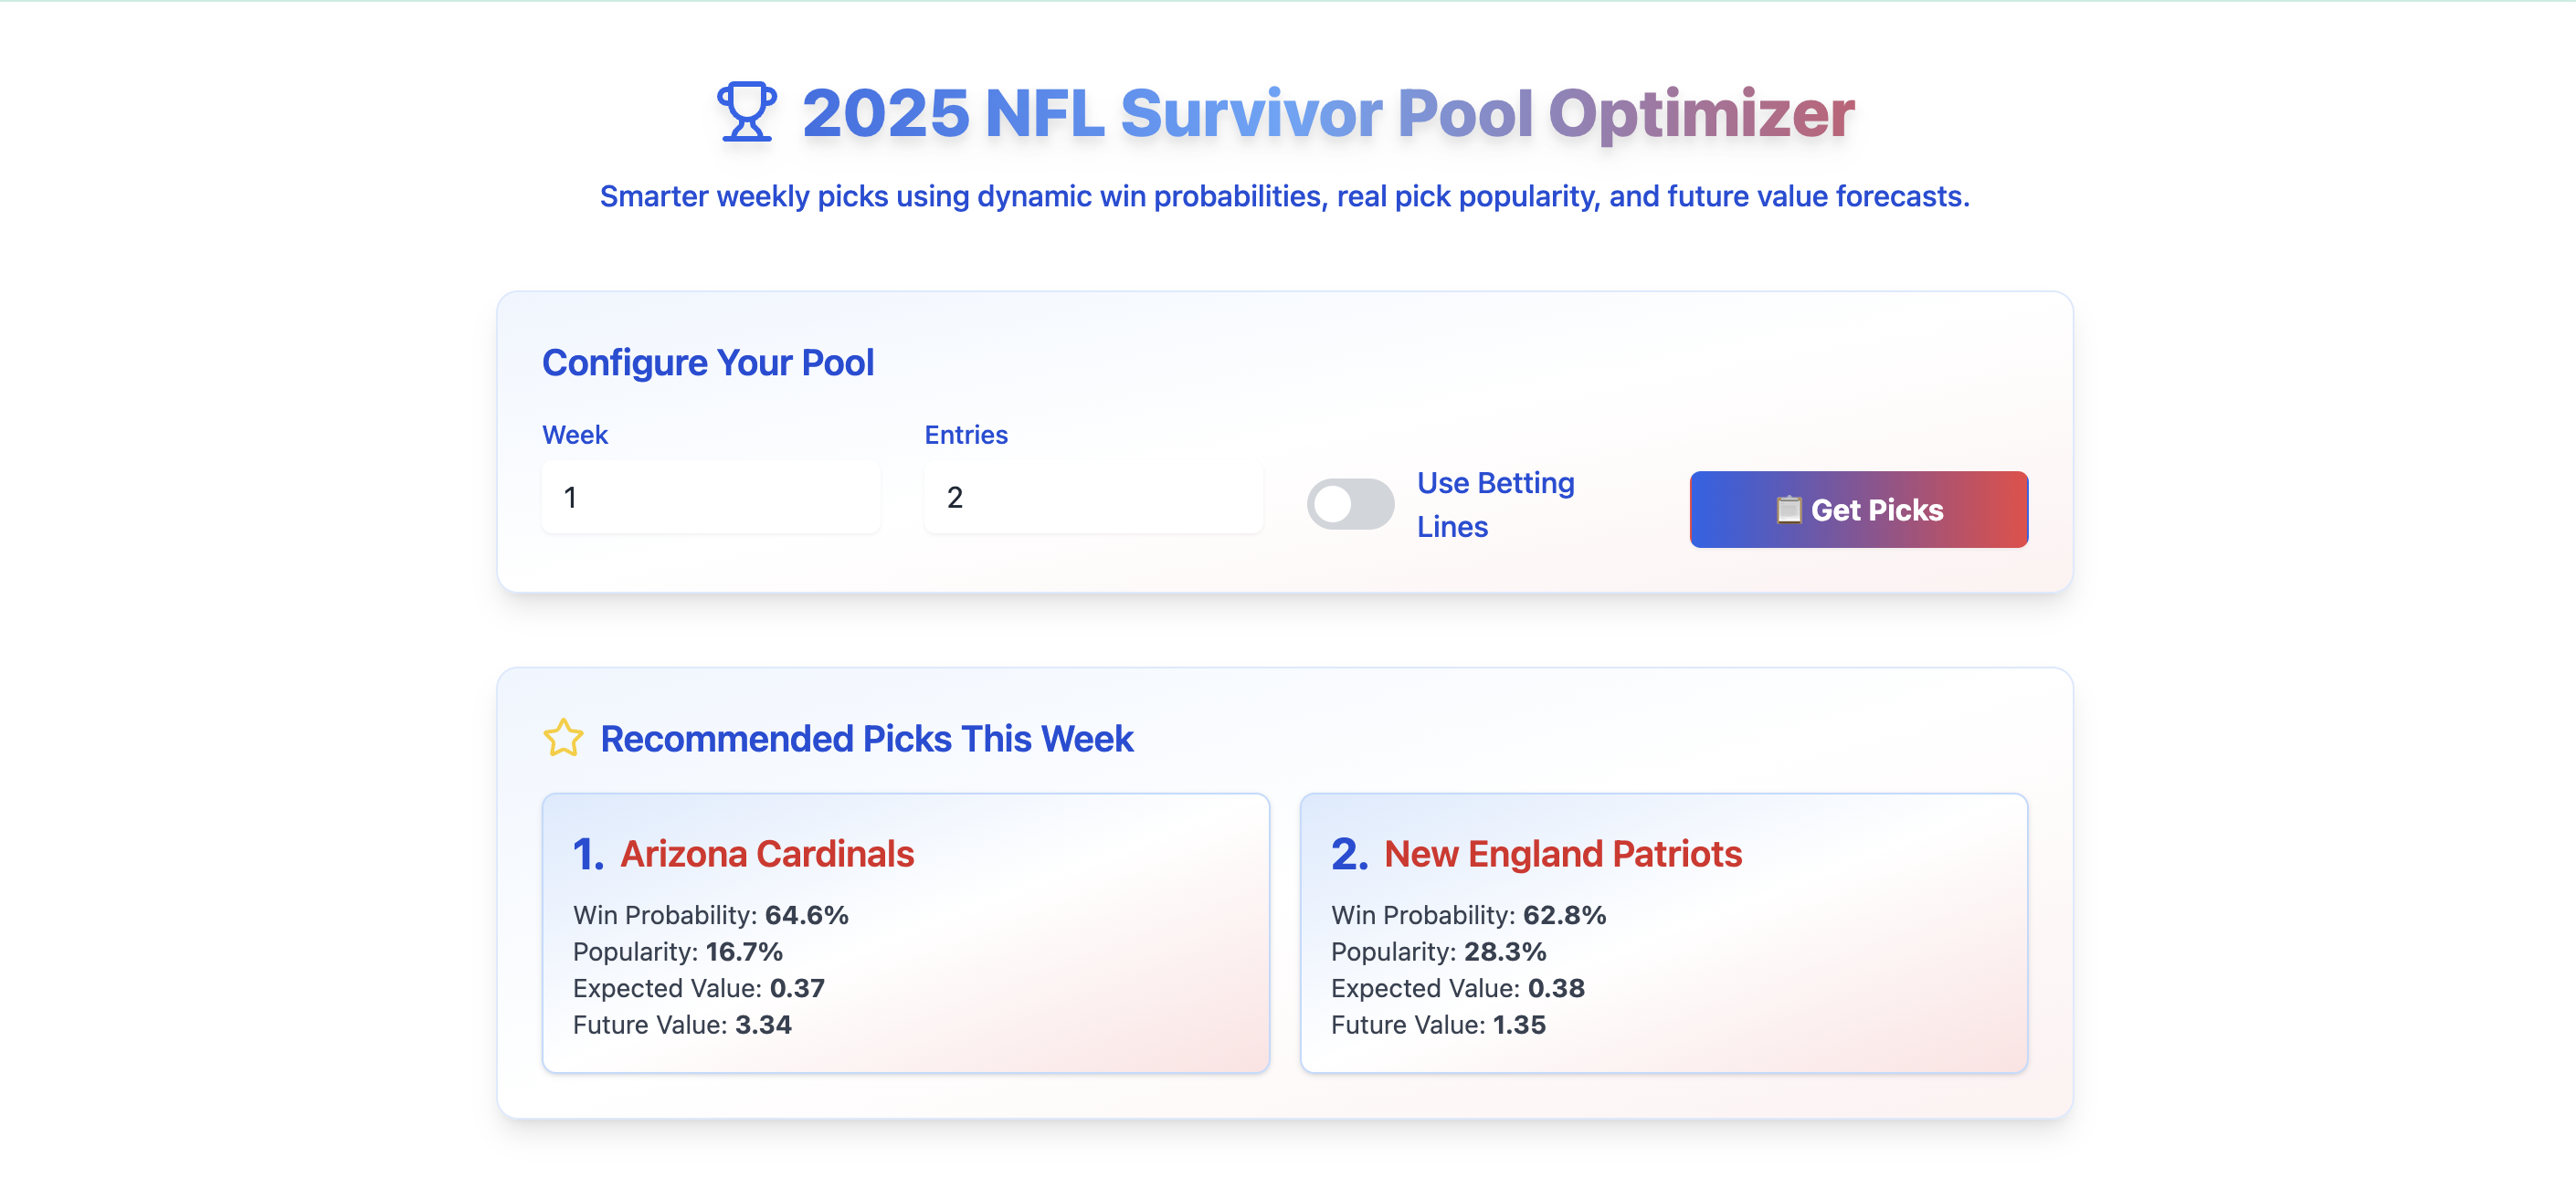 2025 NFL Survivor Pool Optimizer
Smarter weekly picks using dynamic win probabilities, real pick popularity, and future value forecasts.
Configure Your Pool
Week
1
Entries
2
Use Betting
Lines
📋 Get Picks
Recommended Picks This Week
1. Arizona Cardinals
Win Probability: 64.6%
Popularity: 16.7%
Expected Value: 0.37
Future Value: 3.34
2. New England Patriots
Win Probability: 62.8%
Popularity: 28.3%
Expected Value: 0.38
Future Value: 1.35